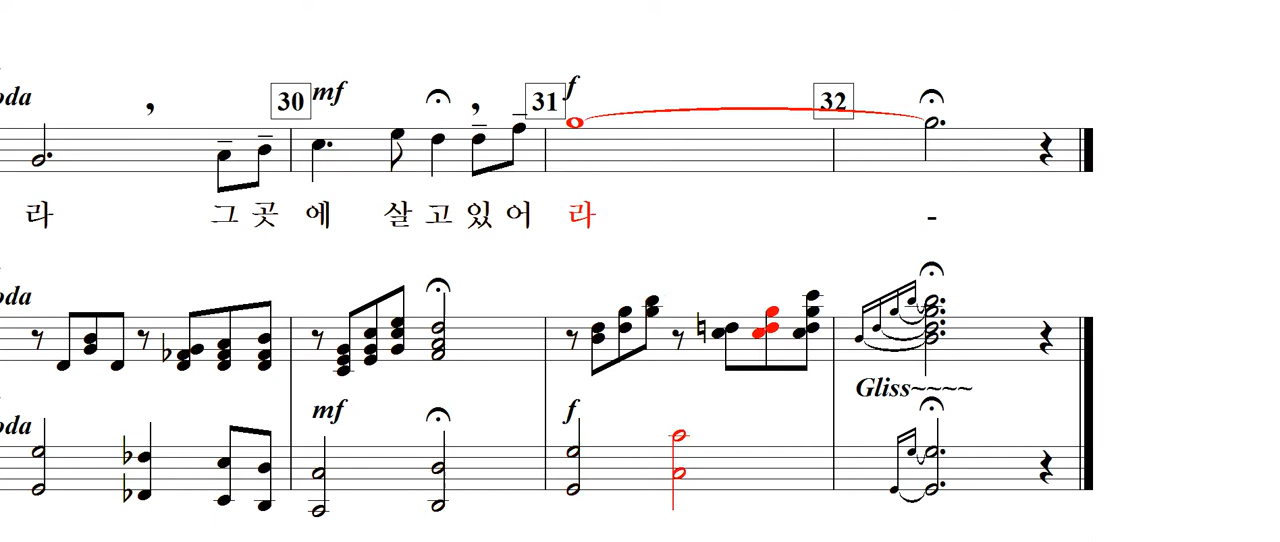 oda , 30 mf , 31 f 32
라 그 곳 에 살 고 있 어 라 -
oda
Gliss~~~~
oda mf f